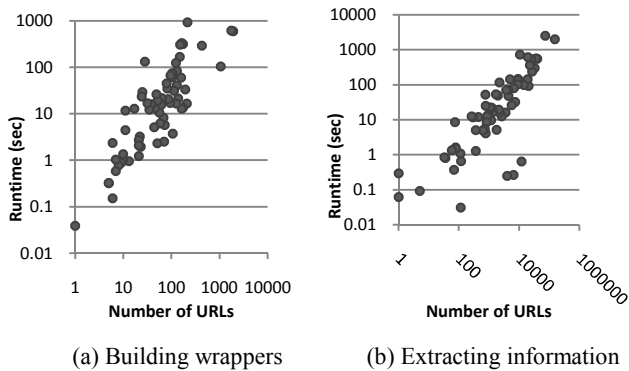 1000
100
10
1
0.1
0.01
Runtime (sec)
1 10 100 1000 10000
Number of URLs
(a) Building wrappers
10000
1000
100
10
1
0.1
0.01
Runtime (sec)
1 100 10000 1000000
Number of URLs
(b) Extracting information